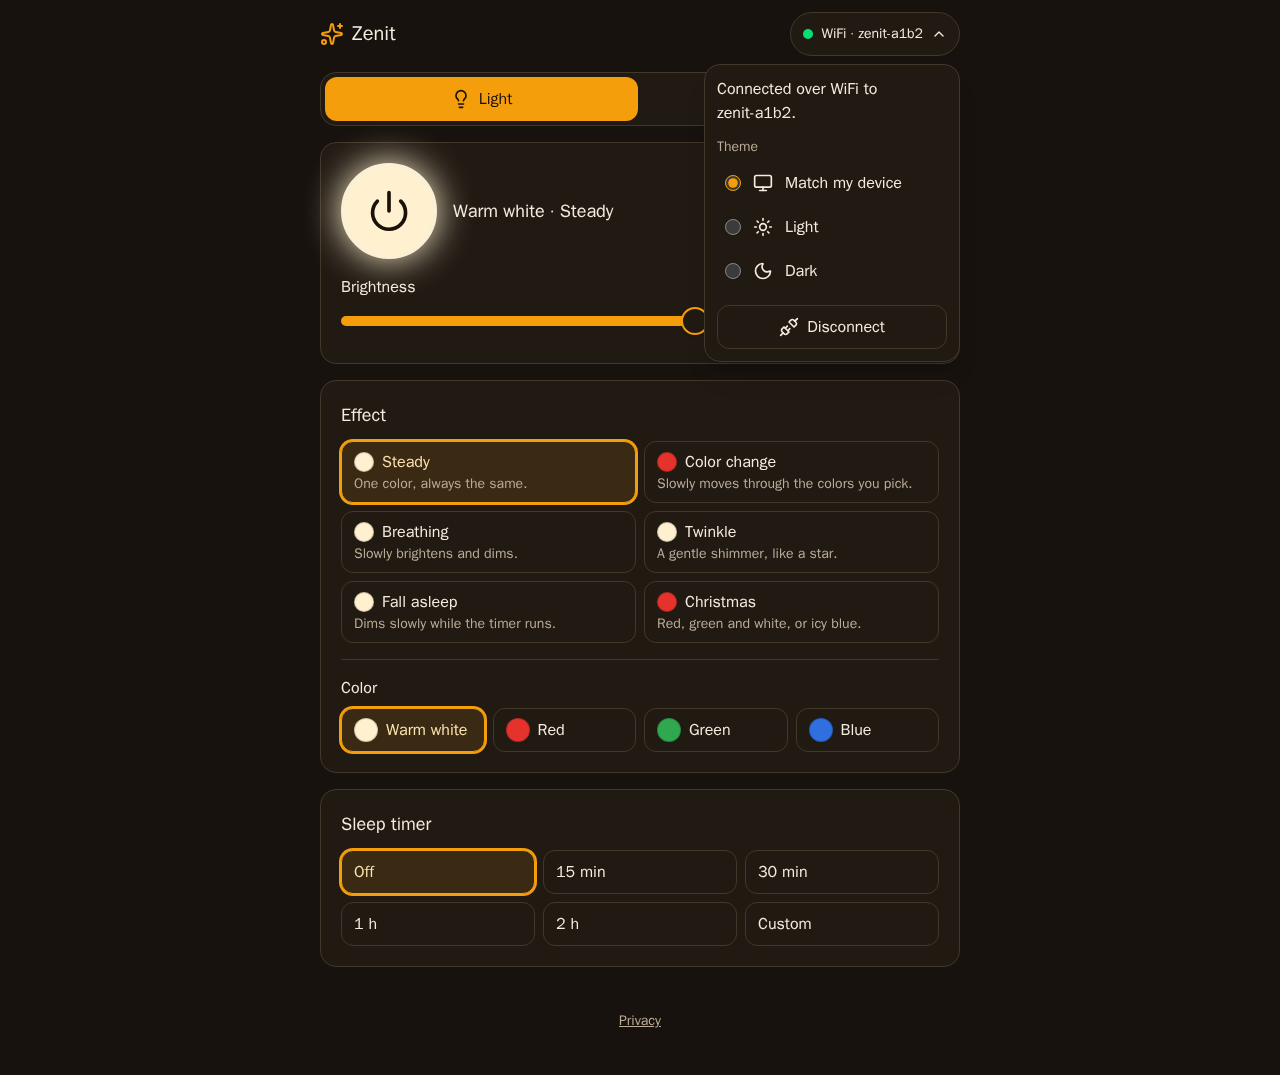 Zenit
WiFi · zenit-a1b2
Light
Connected over WiFi to
zenit-a1b2.
Theme
Match my device
Light
Dark
Disconnect
Warm white · Steady
Brightness
Effect
Steady
One color, always the same.
Color change
Slowly moves through the colors you pick.
Breathing
Slowly brightens and dims.
Twinkle
A gentle shimmer, like a star.
Fall asleep
Dims slowly while the timer runs.
Christmas
Red, green and white, or icy blue.
Color
Warm white
Red
Green
Blue
Sleep timer
Off
15 min
30 min
1 h
2 h
Custom
Privacy